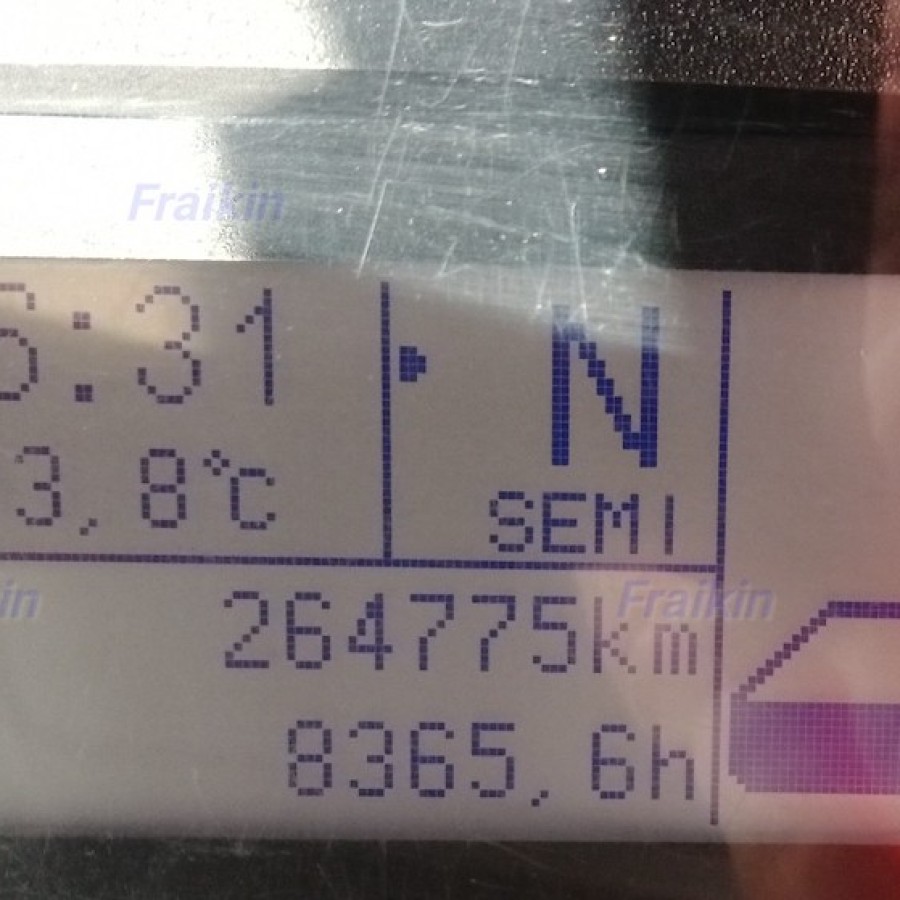 Fraikin
:31
N
3,8°C
SEMI
Fraikin
264775km
8365,6h